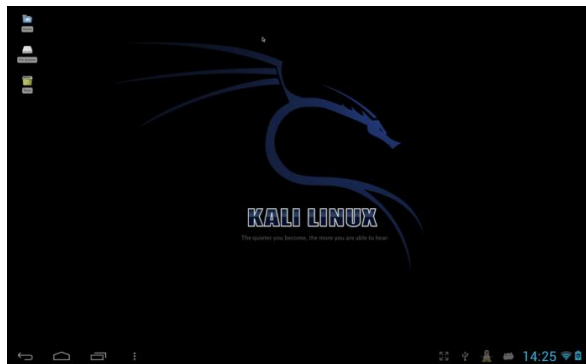 KALI LINUX
The quieter you become, the more you are able to hear.
14:25